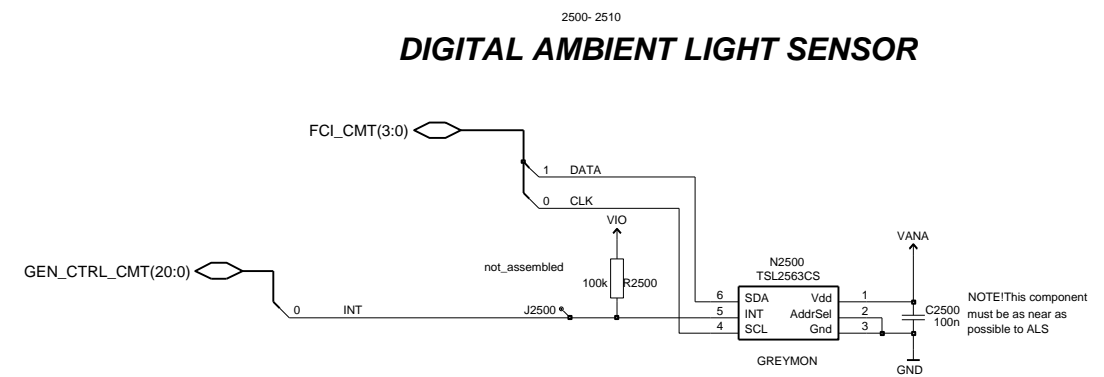 2500- 2510
DIGITAL AMBIENT LIGHT SENSOR
FCI_CMT(3:0)
1 DATA
0 CLK
VIO
VANA
GEN_CTRL_CMT(20:0)
not_assembled
100k R2500
N2500
TSL2563CS
0 INT
J2500
6 SDA Vdd 1
5 INT AddrSel 2
4 SCL Gnd 3
C2500
100n
NOTE!This component
must be as near as
possible to ALS
GREYMON
GND